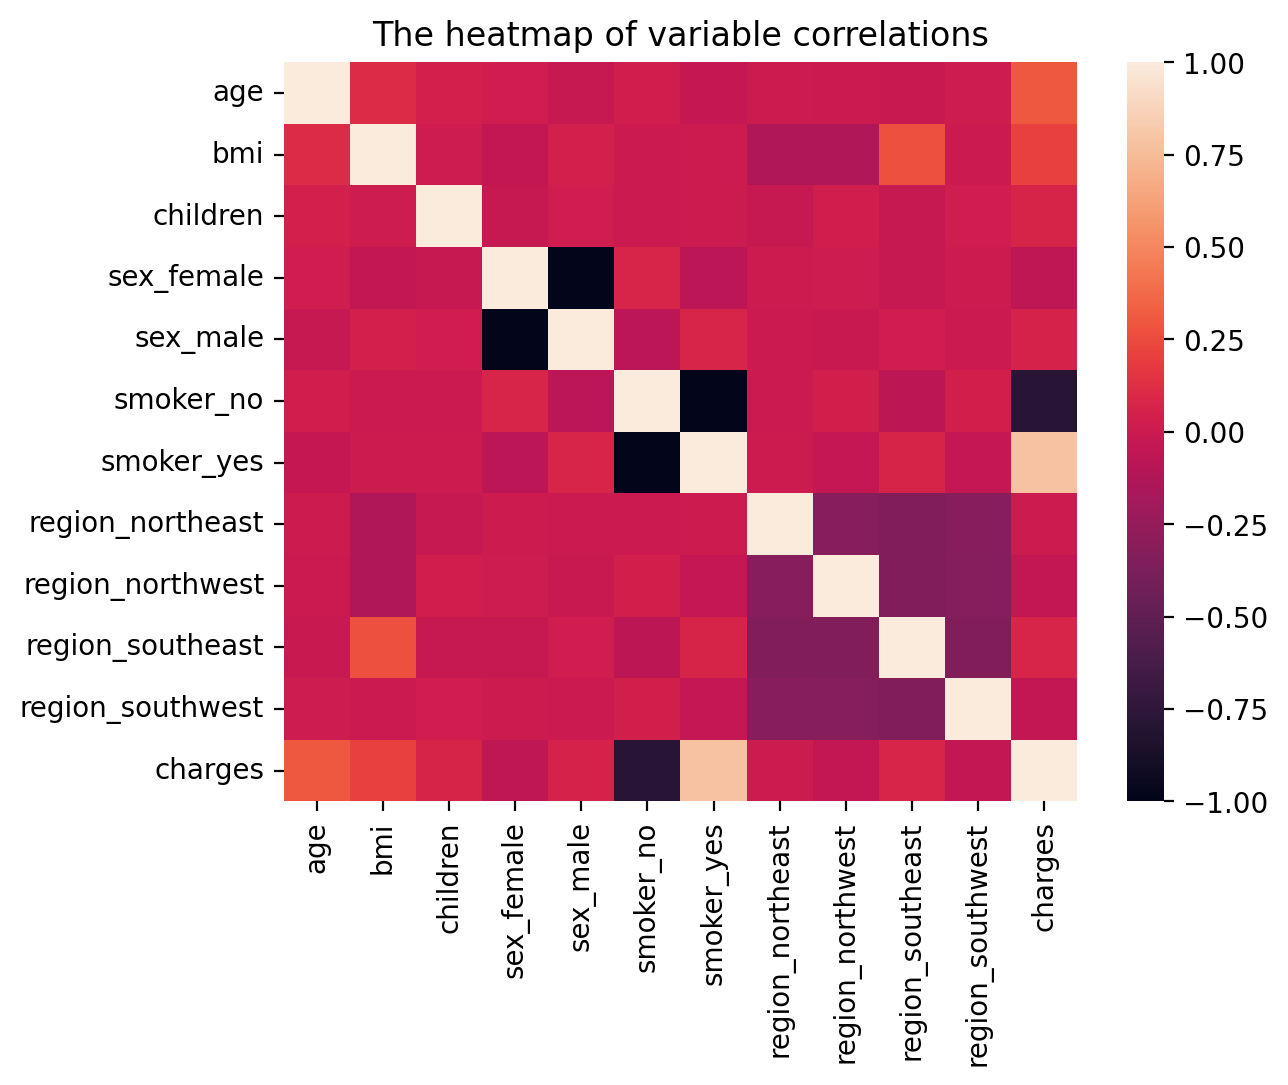 The heatmap of variable correlations
age
bmi
children
sex_female
sex_male
smoker_no
smoker_yes
region_northeast
region_northwest
region_southeast
region_southwest
charges
age
bmi
children
sex_female
sex_male
smoker_no
smoker_yes
region_northeast
region_northwest
region_southeast
region_southwest
charges
1.00
0.75
0.50
0.25
0.00
−0.25
−0.50
−0.75
−1.00